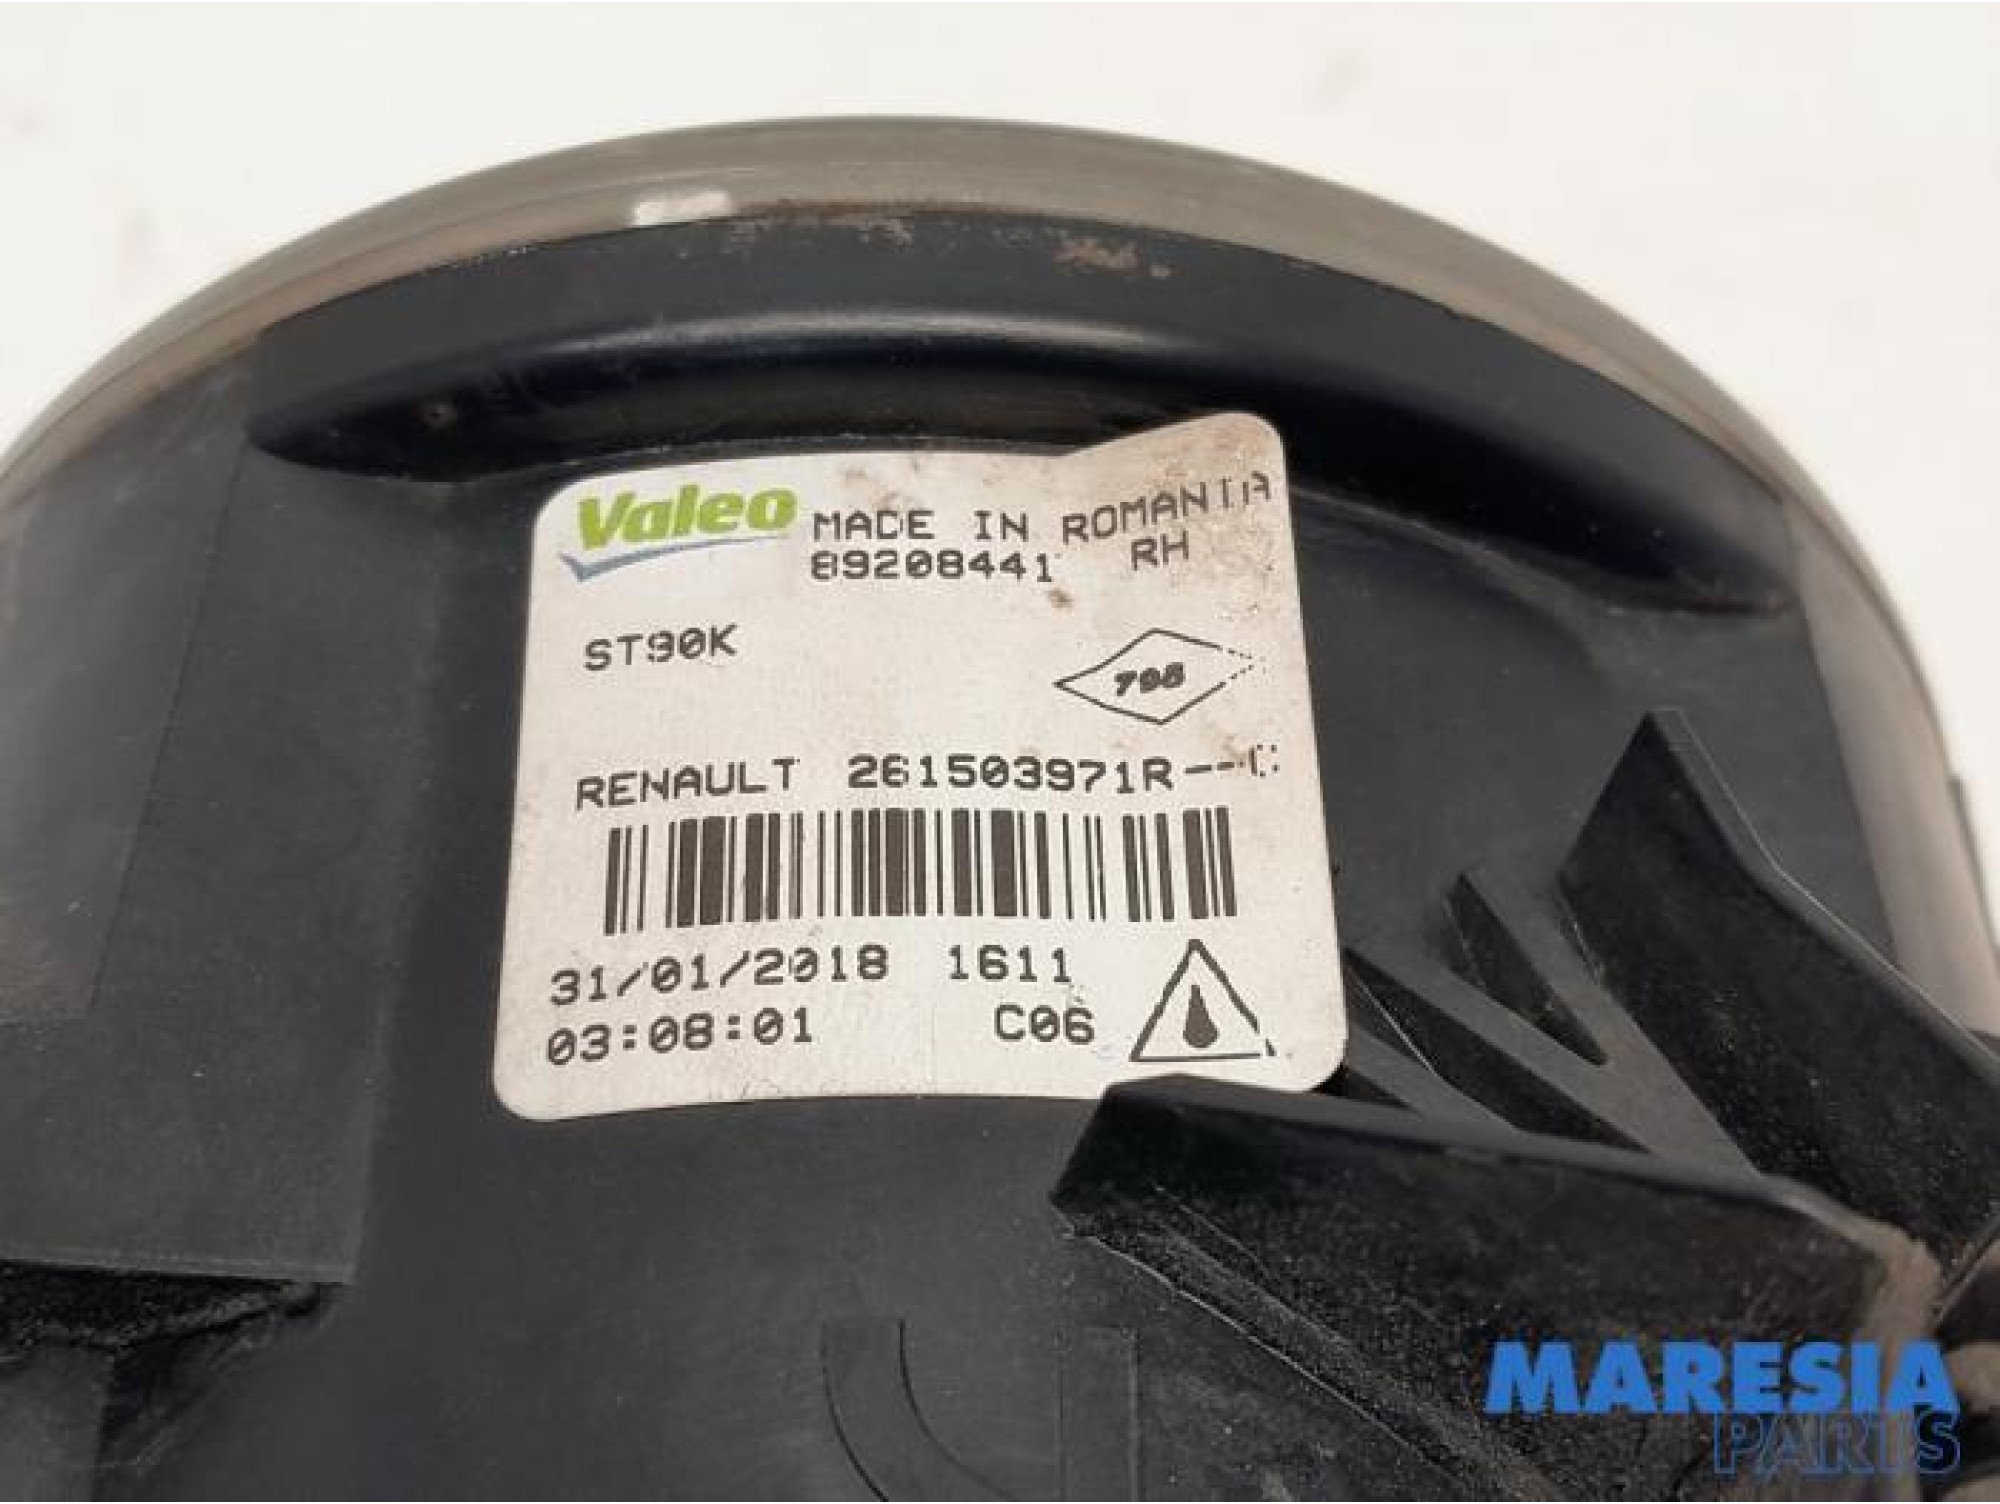 Valeo MADE IN ROMANIA
89208441 RH
ST90K
RENAULT 261503971R
31/01/2018 1611
03:08:01 C06
MARESIA
PARTS